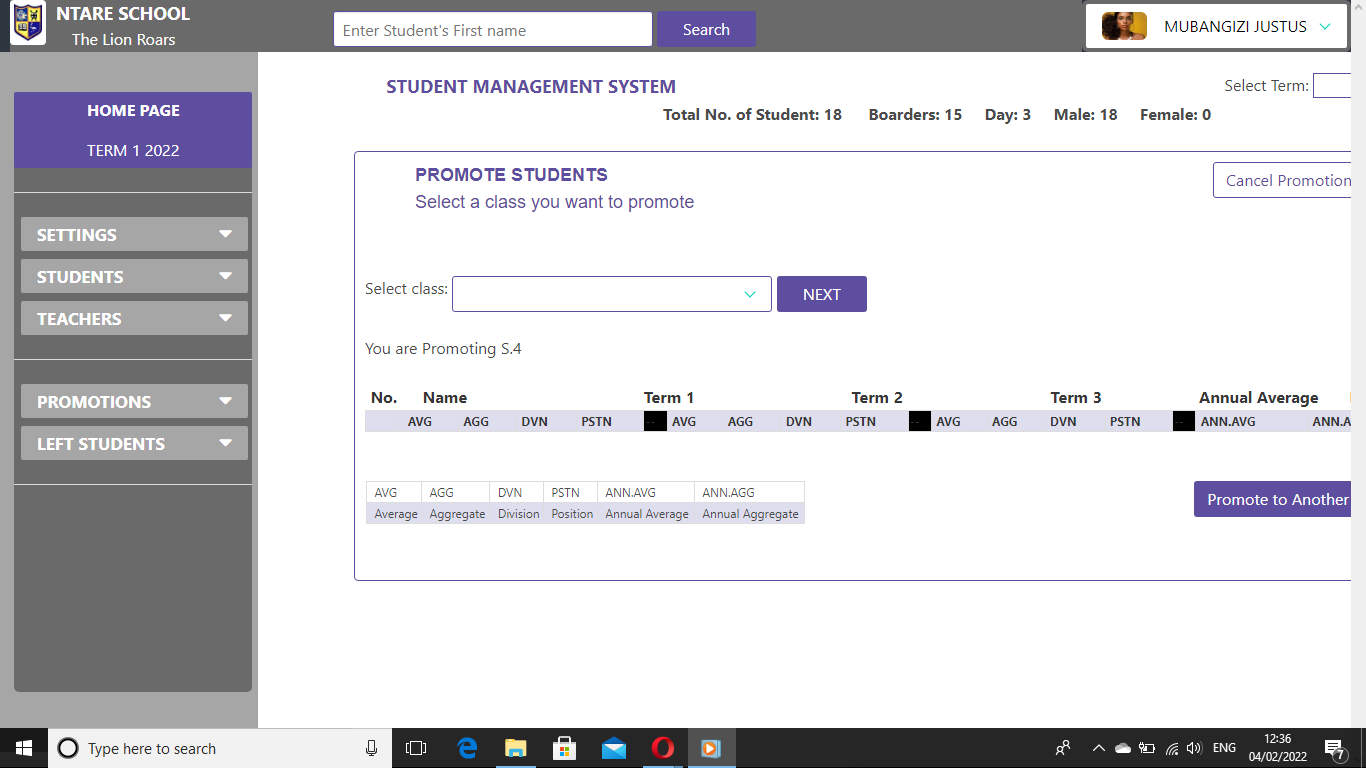 NTARE SCHOOL
The Lion Roars
Enter Student's First name
Search
MUBANGIZI JUSTUS
HOME PAGE
TERM 1 2022
SETTINGS
STUDENTS
TEACHERS
PROMOTIONS
LEFT STUDENTS
STUDENT MANAGEMENT SYSTEM
Select Term:
Total No. of Student: 18 Boarders: 15 Day: 3 Male: 18 Female: 0
PROMOTE STUDENTS
Select a class you want to promote
Cancel Promotion
Select class:
NEXT
You are Promoting S.4
No. Name Term 1 Term 2 Term 3 Annual Average
AVG AGG DVN PSTN -- AVG AGG DVN PSTN -- AVG AGG DVN PSTN -- ANN.AVG ANN.A
AVG AGG DVN PSTN ANN.AVG ANN.AGG
Average Aggregate Division Position Annual Average Annual Aggregate
Promote to Another
Type here to search
ENG
12:36
04/02/2022
7